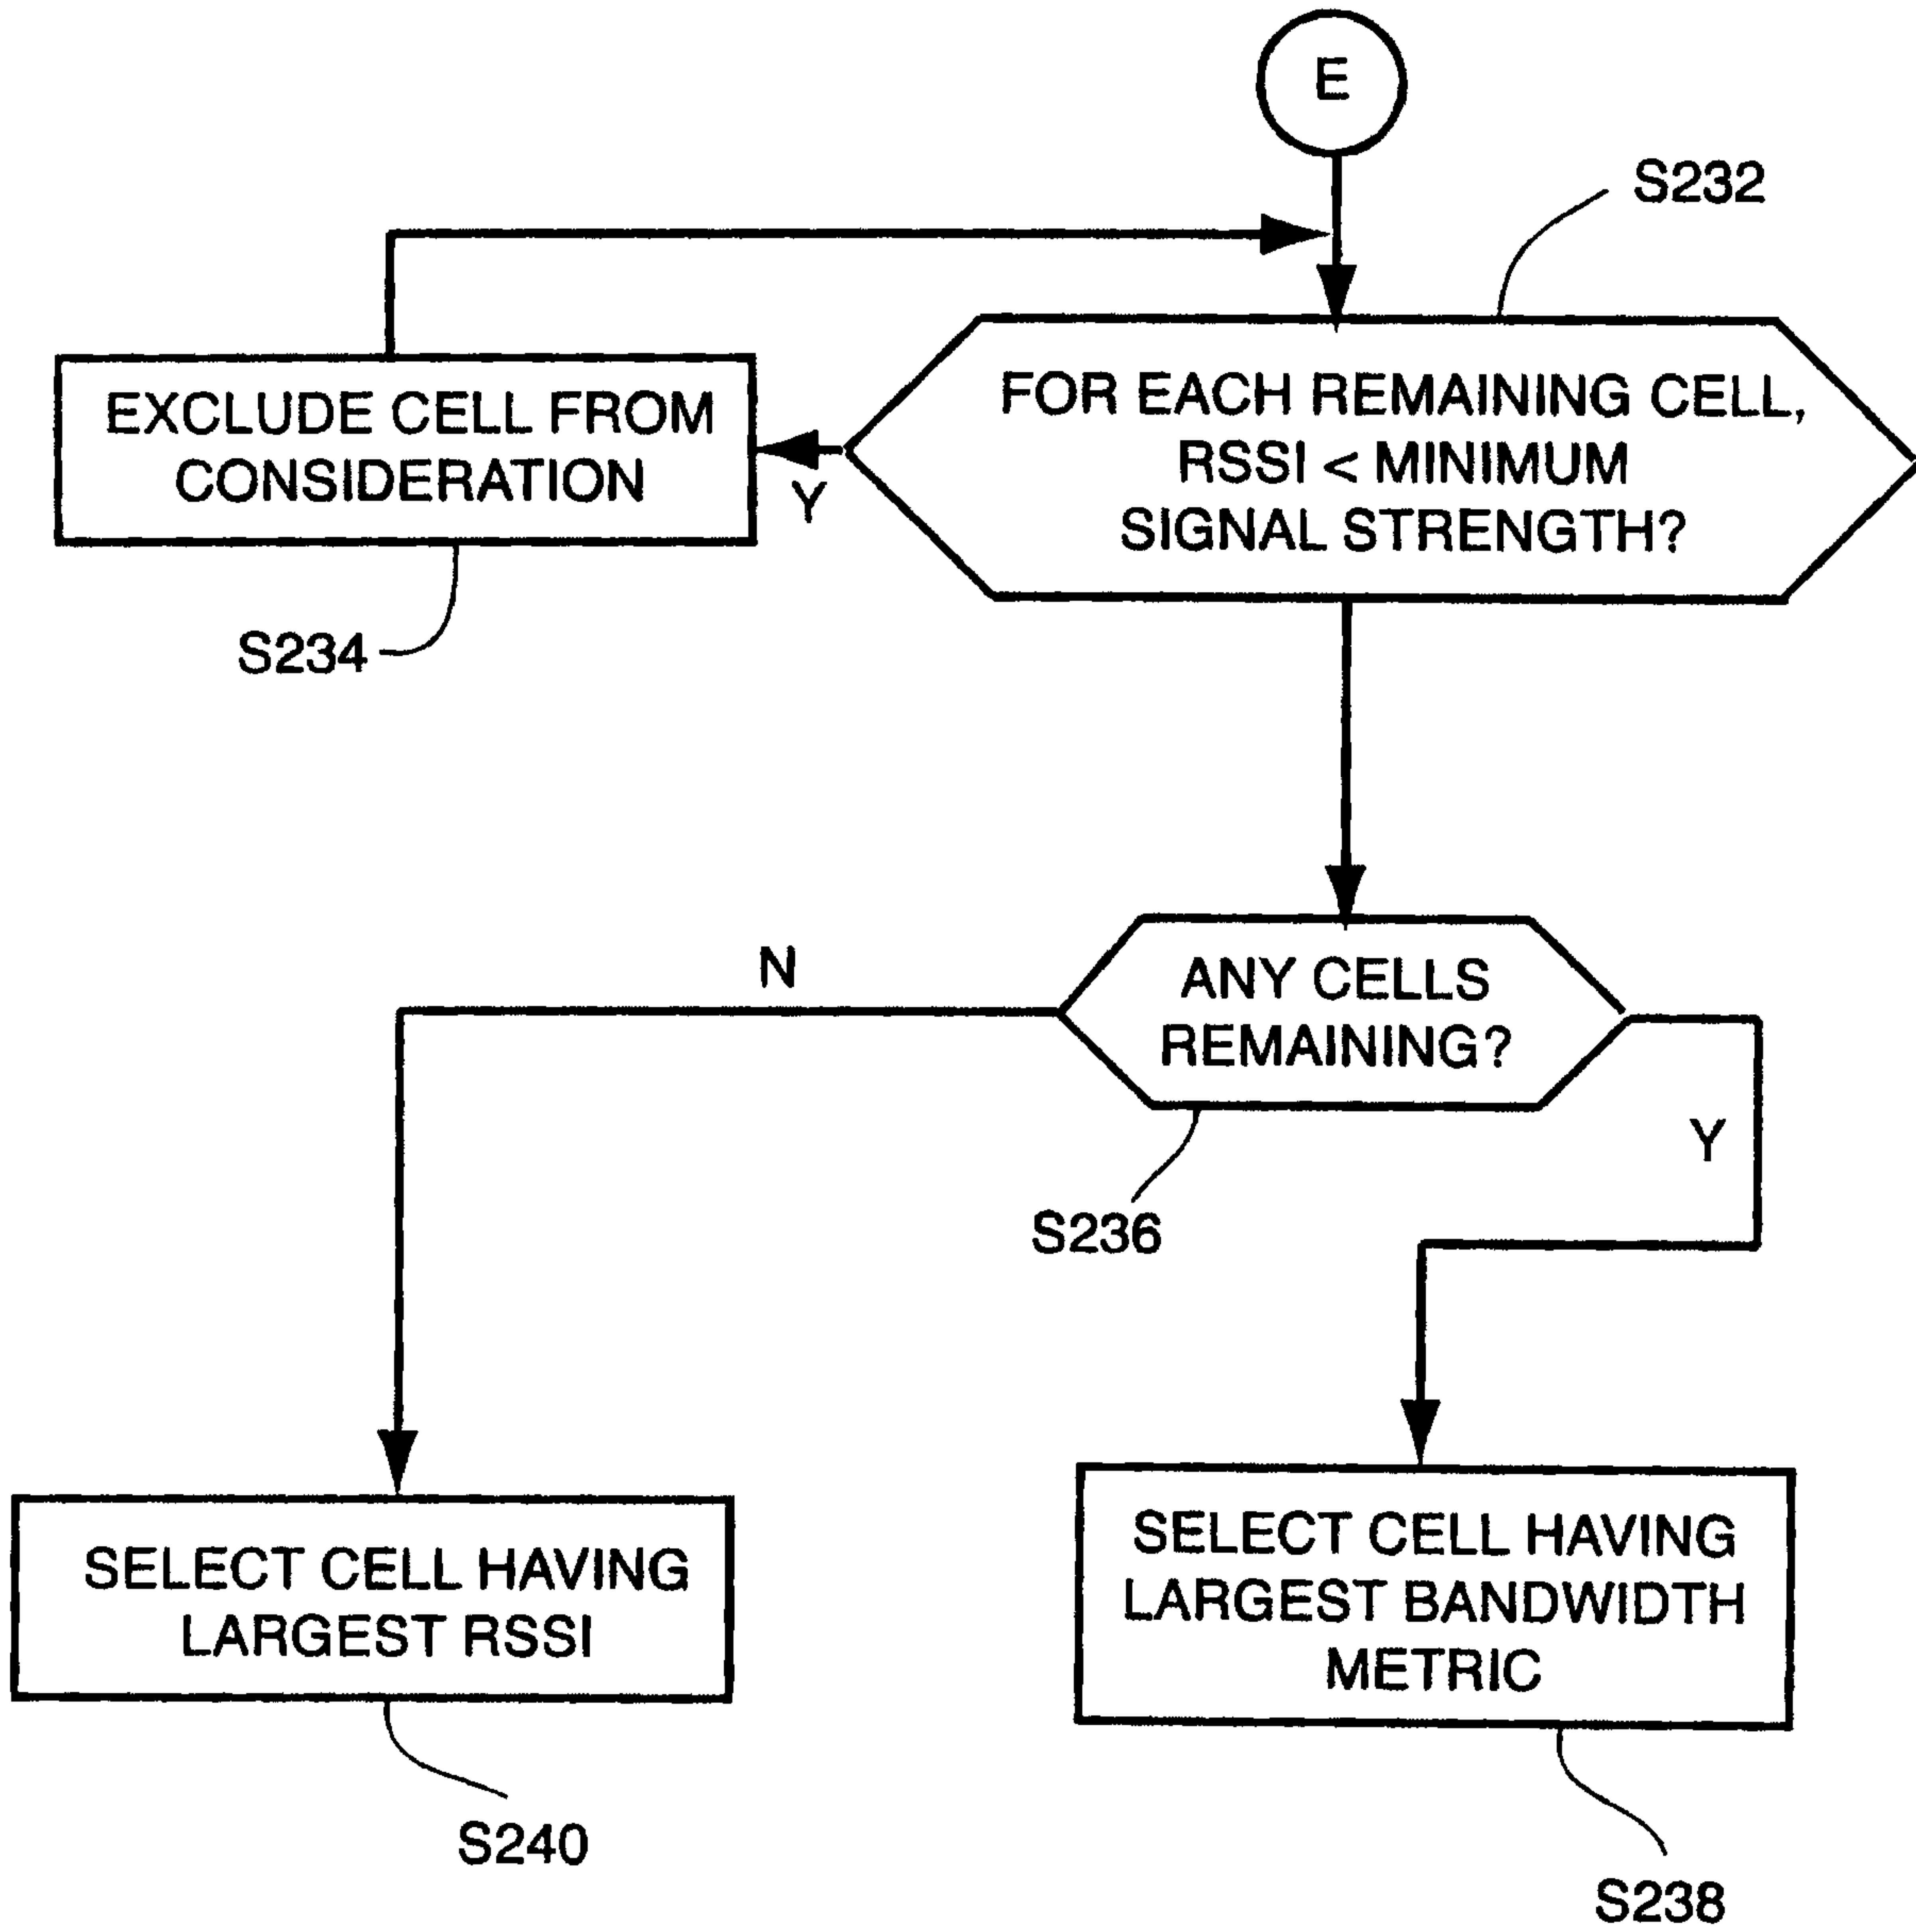 E
S232
FOR EACH REMAINING CELL,
RSSI < MINIMUM
SIGNAL STRENGTH?
EXCLUDE CELL FROM
CONSIDERATION
Y
S234
ANY CELLS
REMAINING?
N
Y
S236
SELECT CELL HAVING
LARGEST RSSI
SELECT CELL HAVING
LARGEST BANDWIDTH
METRIC
S240
S238